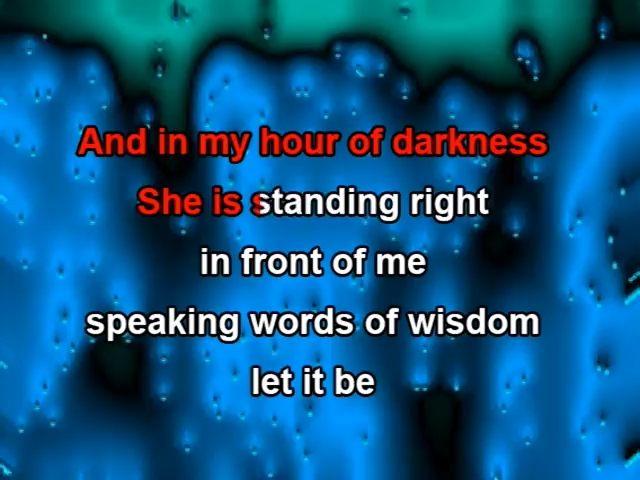 And in my hour of darkness
She is standing right
in front of me
speaking words of wisdom
let it be